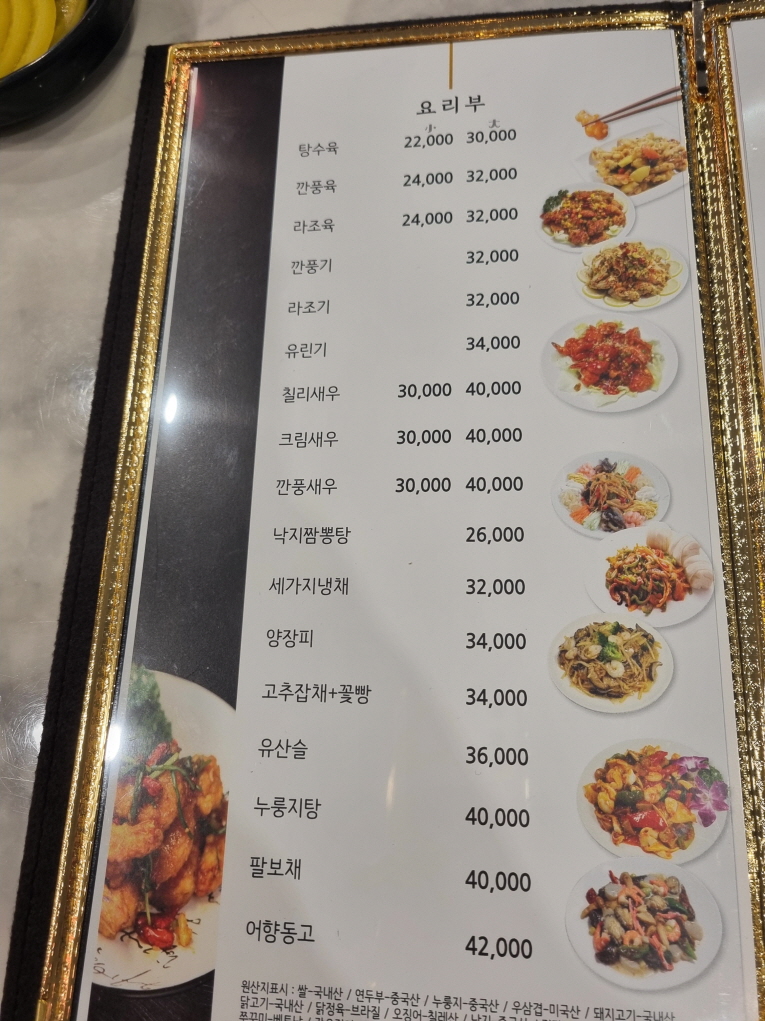 요리부
小 大
탕수육 22,000 30,000
깐풍육 24,000 32,000
라조육 24,000 32,000
깐풍기 32,000
라조기 32,000
유린기 34,000
칠리새우 30,000 40,000
크림새우 30,000 40,000
깐풍새우 30,000 40,000
낙지짬뽕탕 26,000
세가지냉채 32,000
양장피 34,000
고추잡채+꽃빵 34,000
유산슬 36,000
누룽지탕 40,000
팔보채 40,000
어향동고 42,000
원산지표시 : 쌀-국내산 / 연두부-중국산 / 누룽지-중국산 / 우삼겹-미국산 / 돼지고기-국내산
닭고기-국내산 / 닭정육-브라질 / 오징어-칠레산 /